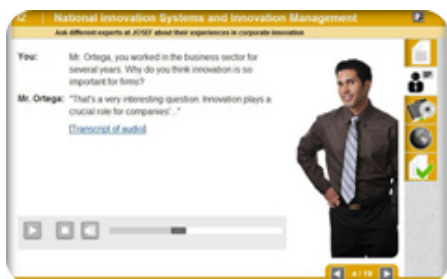 National Innovation Systems and Innovation Management
Ask different experts at JOSEF about their experiences in corporate innovation
You: Mr. Ortega, you worked in the business sector for
several years. Why do you think innovation is so
important for firms?
Mr. Ortega: "That's a very interesting question. Innovation plays a
crucial role for companies'..."
[Transcript of audio]
4 / 19